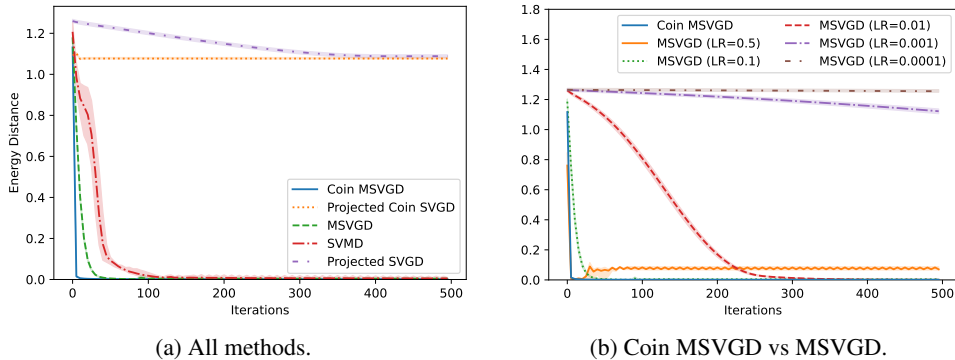 Energy Distance
1.2
1.0
0.8
0.6
0.4
0.2
0.0
Coin MSVGD
Projected Coin SVGD
MSVGD
SVMD
Projected SVGD
0 100 200 300 400 500
Iterations
(a) All methods.
Energy Distance
1.8
1.6
1.4
1.2
1.0
0.8
0.6
0.4
0.2
0.0
Coin MSVGD
MSVGD (LR=0.5)
MSVGD (LR=0.1)
MSVGD (LR=0.01)
MSVGD (LR=0.001)
MSVGD (LR=0.0001)
0 100 200 300 400 500
Iterations
(b) Coin MSVGD vs MSVGD.